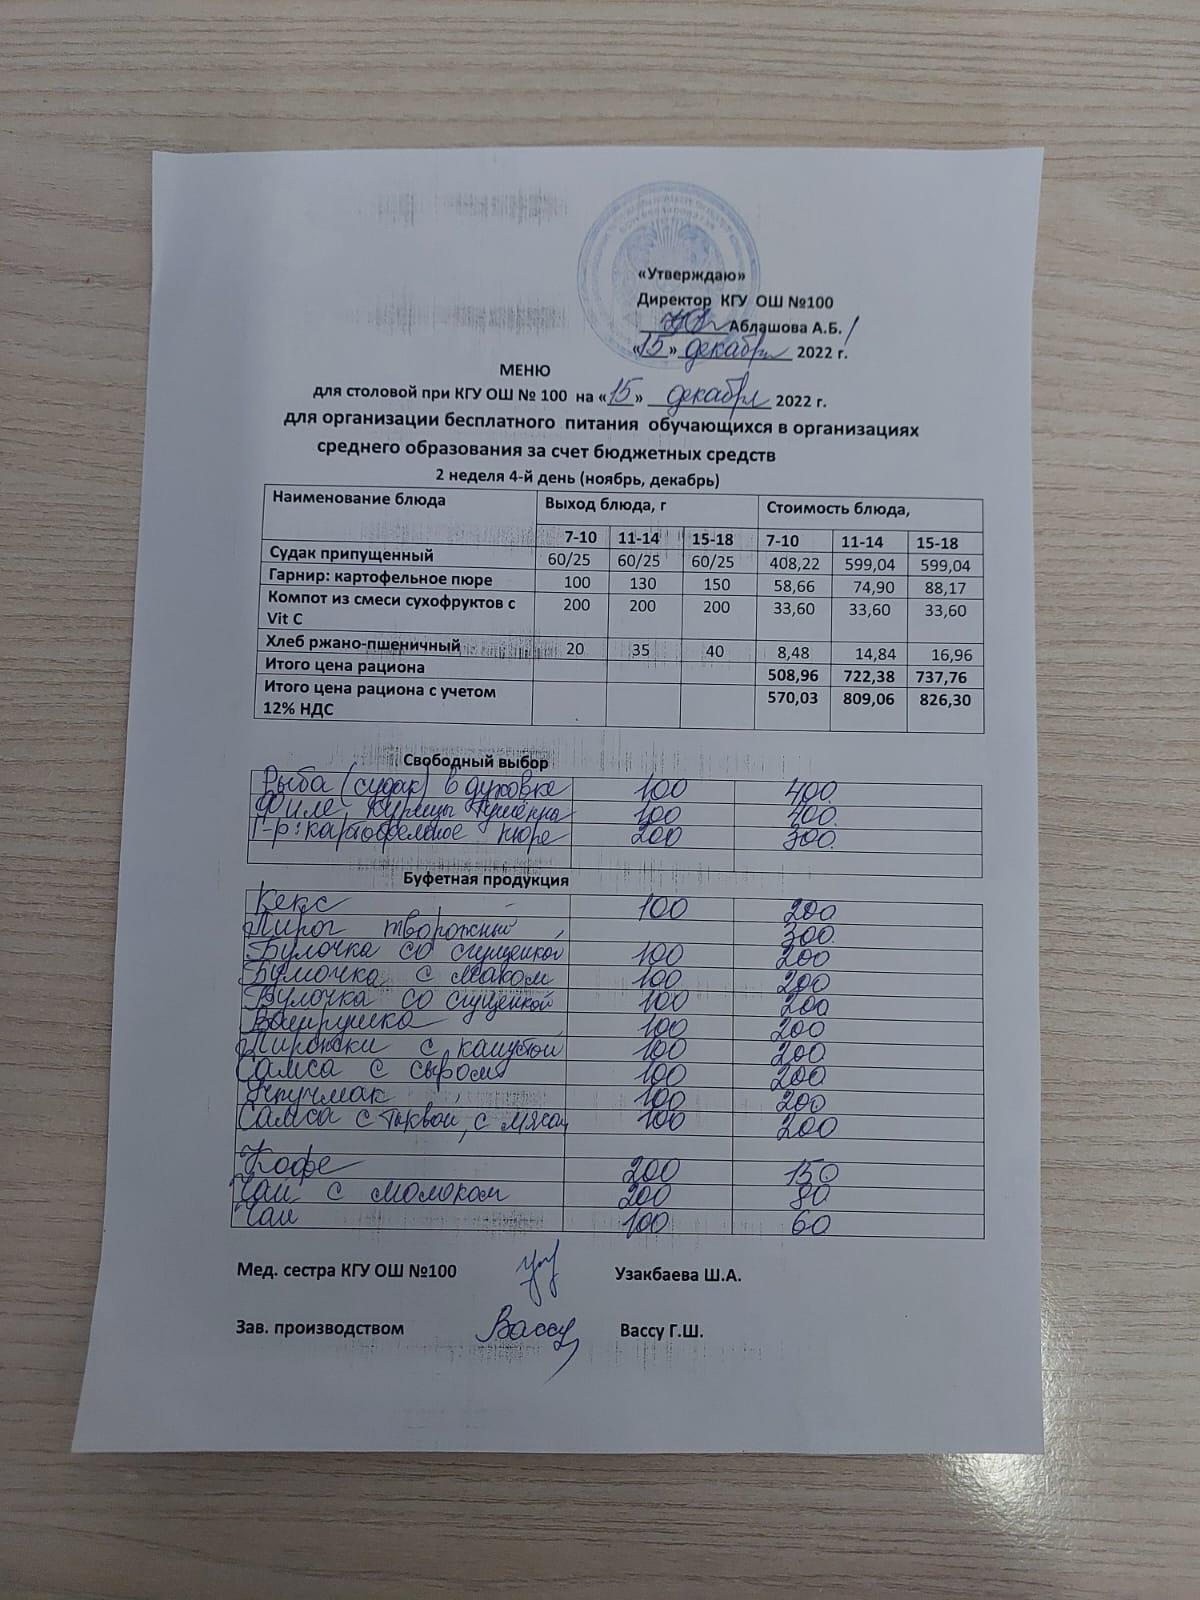 «Утверждаю»
Директор КГУ ОШ №100
Аблашова А.Б.
«15» декабря 2022 г.
МЕНЮ
для столовой при КГУ ОШ № 100 на «15» декабря 2022 г.
для организации бесплатного питания обучающихся в организациях
среднего образования за счет бюджетных средств
2 неделя 4-й день (ноябрь, декабрь)
Наименование блюда Выход блюда, г Стоимость блюда,
7-10 11-14 15-18 7-10 11-14 15-18
Судак припущенный 60/25 60/25 60/25 408,22 599,04 599,04
Гарнир: картофельное пюре 100 130 150 58,66 74,90 88,17
Компот из смеси сухофруктов с 200 200 200 33,60 33,60 33,60
Vit C
Хлеб ржано-пшеничный 20 35 40 8,48 14,84 16,96
Итого цена рациона 508,96 722,38 737,76
Итого цена рациона с учетом 570,03 809,06 826,30
12% НДС
Свободный выбор
Рыба (судак) в духовке 100 400
Филе курицы 100 400
Г-р: картофельное пюре 200 300
Буфетная продукция
Кекс 100 200
Пирог творожный 300
Булочка со сгущенкой 100 200
Булочка с маком 100 200
Булочка со сгущенкой 100 200
Ватрушка 100 200
Пирожки с капустой 100 200
Самса с сыром 100 200
Учпучмак 100 200
Самса с тыквой, с мясом 100 200
Кофе 200 150
Чай с молоком 200 80
Чай 100 60
Мед. сестра КГУ ОШ №100 Узакбаева Ш.А.
Зав. производством Вассу Вассу Г.Ш.